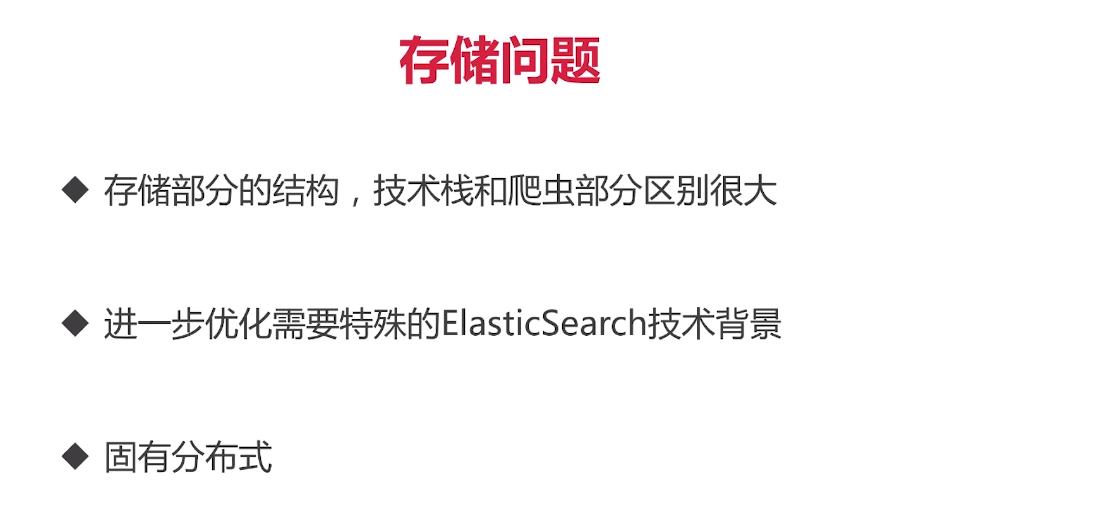 存储问题
◆ 存储部分的结构，技术栈和爬虫部分区别很大
◆ 进一步优化需要特殊的ElasticSearch技术背景
◆ 固有分布式